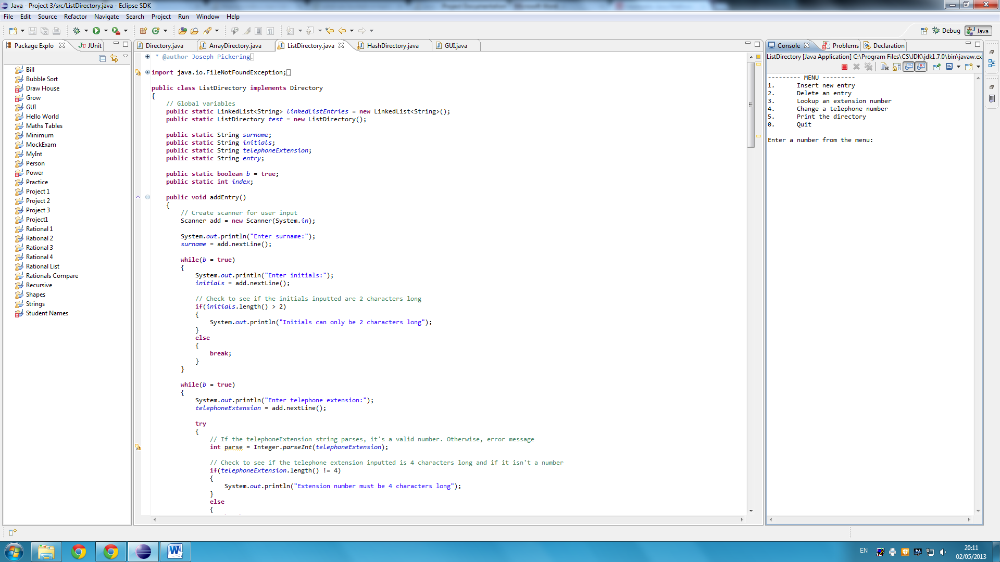 Java - Project 3/src/ListDirectory.java - Eclipse SDK
File Edit Source Refactor Navigate Search Project Run Window Help
Debug Java
Package Explo JUnit
Directory.java ArrayDirectory.java ListDirectory.java HashDirectory.java GUI.java
Console Problems Declaration
Bill
Bubble Sort
Draw House
Grow
GUI
Hello World
Maths Tables
Minimum
MockExam
MyInt
Person
Power
Practice
Project 1
Project 2
Project 3
Project1
Rational 1
Rational 2
Rational 3
Rational 4
Rational List
Rationals Compare
Recursive
Shapes
Strings
Student Names
* @author Joseph Pickering
import java.io.FileNotFoundException;
public class ListDirectory implements Directory
{
// Global variables
public static LinkedList<String> linkedListEntries = new LinkedList<String>();
public static ListDirectory test = new ListDirectory();
public static String surname;
public static String initials;
public static String telephoneExtension;
public static String entry;
public static boolean b = true;
public static int index;
public void addEntry()
{
// Create scanner for user input
Scanner add = new Scanner(System.in);
System.out.println("Enter surname:");
surname = add.nextLine();
while(b = true)
{
System.out.println("Enter initials:");
initials = add.nextLine();
// Check to see if the initials inputted are 2 characters long
if(initials.length() > 2)
{
System.out.println("Initials can only be 2 characters long");
}
else
{
break;
}
}
while(b = true)
{
System.out.println("Enter telephone extension:");
telephoneExtension = add.nextLine();
try
{
// If the telephoneExtension string parses, it's a valid number. Otherwise, error message
int parse = Integer.parseInt(telephoneExtension);
// Check to see if the telephone extension inputted is 4 characters long and if it isn't a number
if(telephoneExtension.length() != 4)
{
System.out.println("Extension number must be 4 characters long");
}
else
{
ListDirectory [Java Application] C:\Program Files\CS\JDK\jdk1.7.0\bin\javaw.ex
--------- MENU ---------
1. Insert new entry
2. Delete an entry
3. Lookup an extension number
4. Change a telephone number
5. Print the directory
0. Quit
Enter a number from the menu:
EN
20:11
02/05/2013